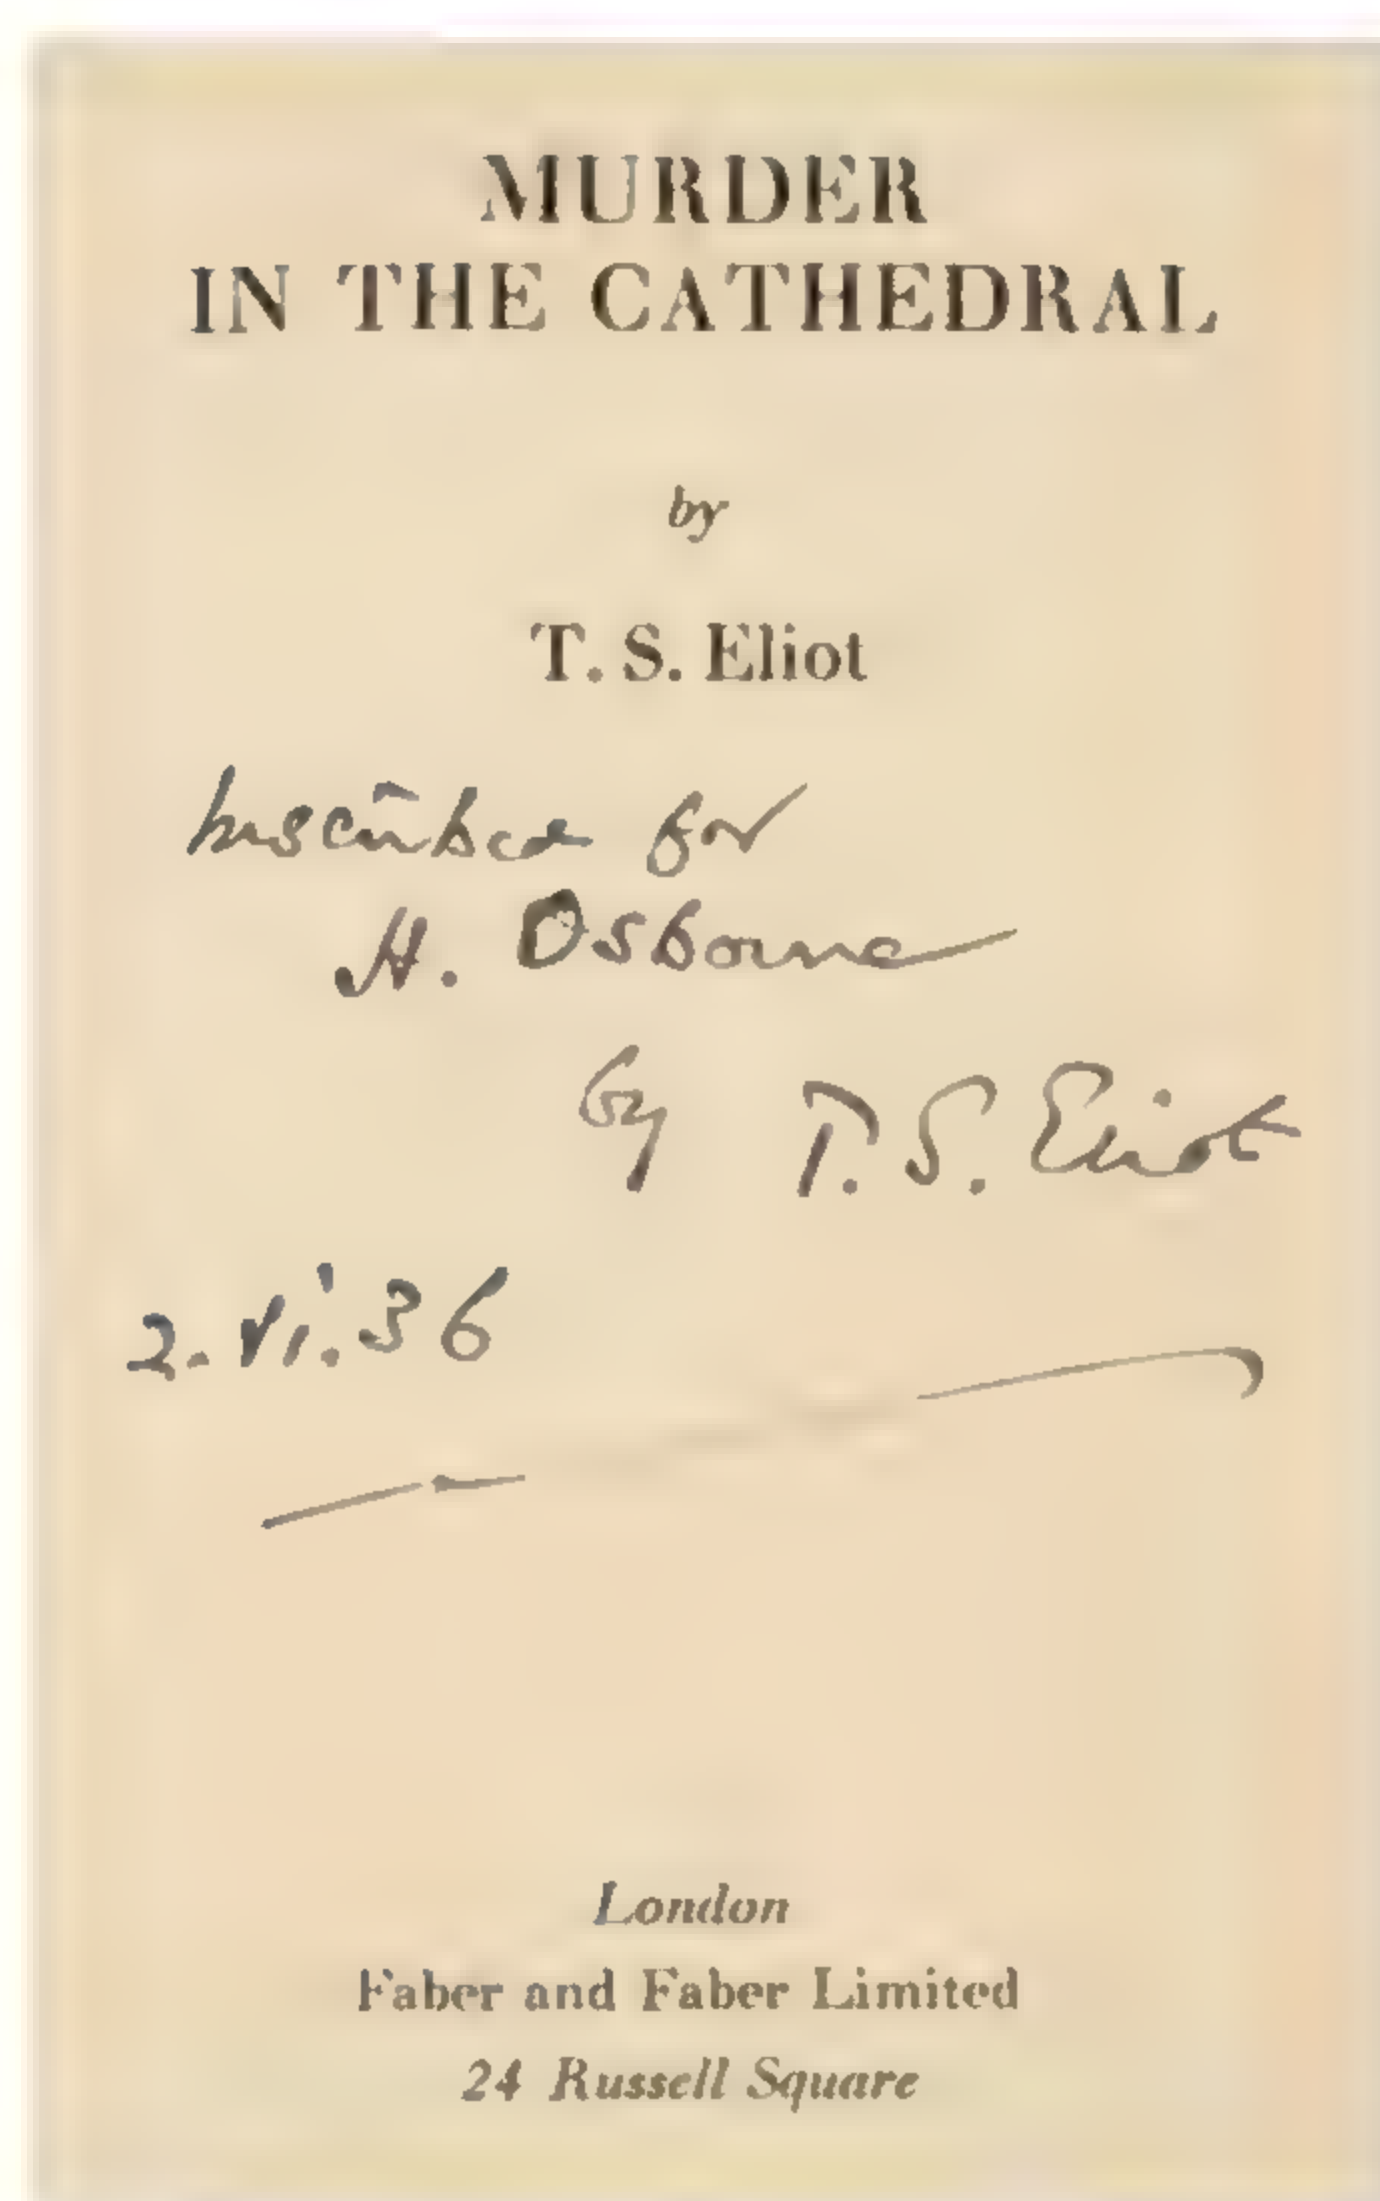 MURDER
IN THE CATHEDRAL
by
T. S. Eliot
Inscribed for
H. Osborne
by T. S. Eliot
2. vi. 36
London
Faber and Faber Limited
24 Russell Square